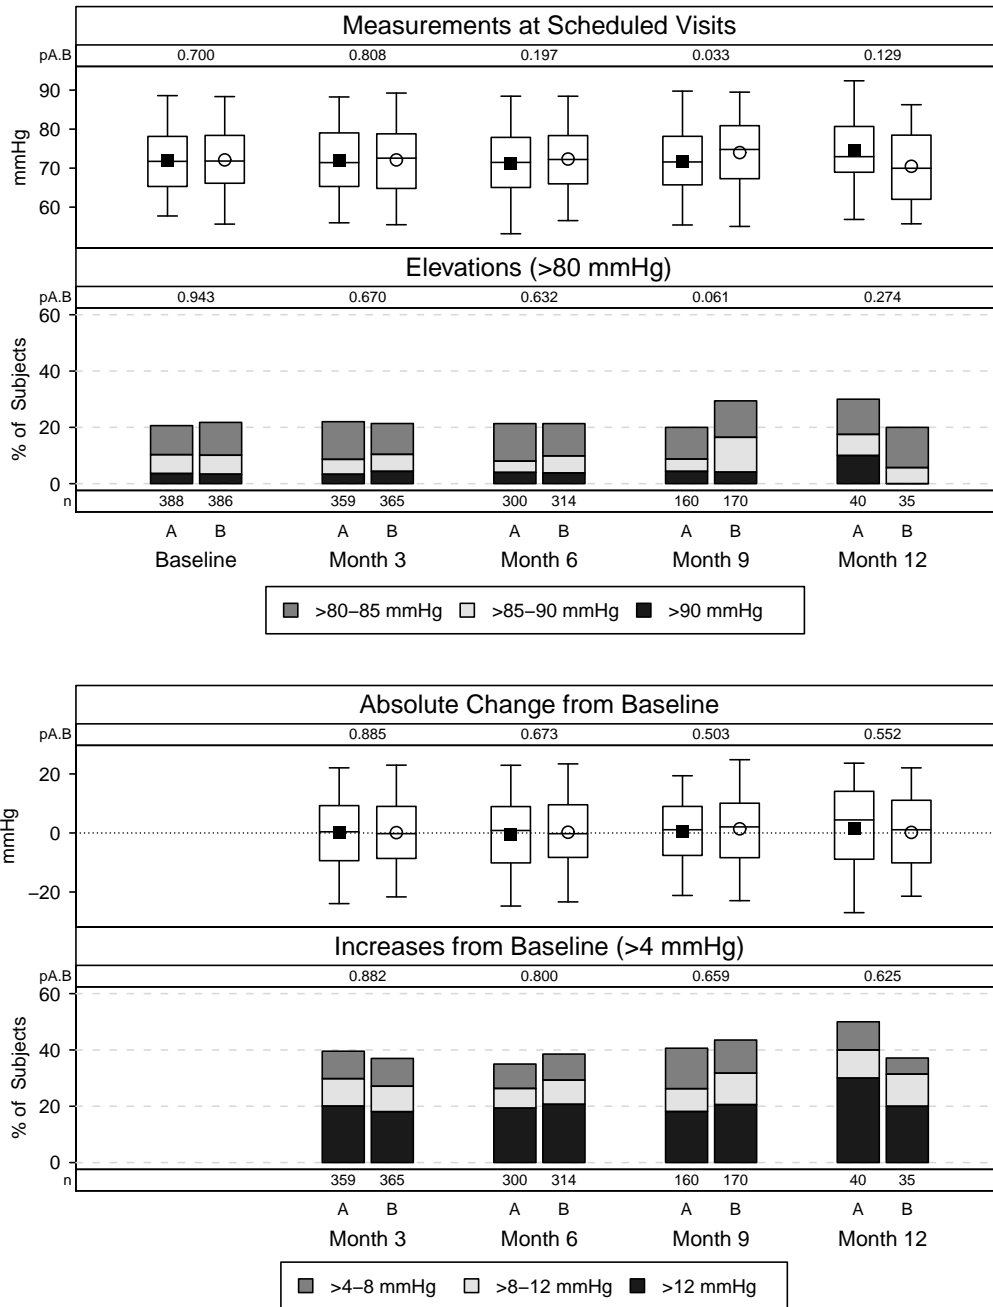 Measurements at Scheduled Visits
pA.B 0.700 0.808 0.197 0.033 0.129
mmHg
90
80
70
60
Elevations (>80 mmHg)
pA.B 0.943 0.670 0.632 0.061 0.274
% of Subjects
60
40
20
0
n 388 386 359 365 300 314 160 170 40 35
A B A B A B A B A B
Baseline Month 3 Month 6 Month 9 Month 12
>80–85 mmHg >85–90 mmHg >90 mmHg
Absolute Change from Baseline
pA.B 0.885 0.673 0.503 0.552
mmHg
20
0
−20
Increases from Baseline (>4 mmHg)
pA.B 0.882 0.800 0.659 0.625
% of Subjects
60
40
20
0
n 359 365 300 314 160 170 40 35
A B A B A B A B
Month 3 Month 6 Month 9 Month 12
>4–8 mmHg >8–12 mmHg >12 mmHg